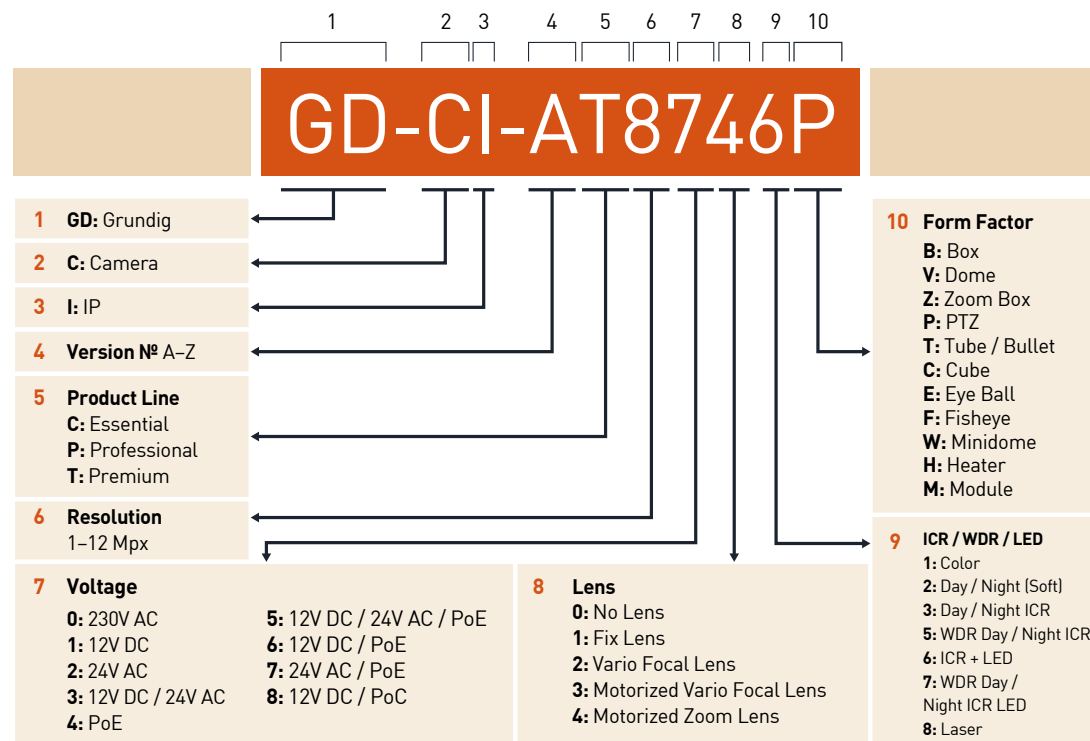 1 2 3 4 5 6 7 8 9 10
GD-CI-AT8746P
1 GD: Grundig
2 C: Camera
3 I: IP
4 Version № A–Z
5 Product Line
C: Essential
P: Professional
T: Premium
6 Resolution
1–12 Mpx
7 Voltage
0: 230V AC
1: 12V DC
2: 24V AC
3: 12V DC / 24V AC
4: PoE
5: 12V DC / 24V AC / PoE
6: 12V DC / PoE
7: 24V AC / PoE
8: 12V DC / PoC
8 Lens
0: No Lens
1: Fix Lens
2: Vario Focal Lens
3: Motorized Vario Focal Lens
4: Motorized Zoom Lens
10 Form Factor
B: Box
V: Dome
Z: Zoom Box
P: PTZ
T: Tube / Bullet
C: Cube
E: Eye Ball
F: Fisheye
W: Minidome
H: Heater
M: Module
9 ICR / WDR / LED
1: Color
2: Day / Night (Soft)
3: Day / Night ICR
5: WDR Day / Night ICR
6: ICR + LED
7: WDR Day /
Night ICR LED
8: Laser